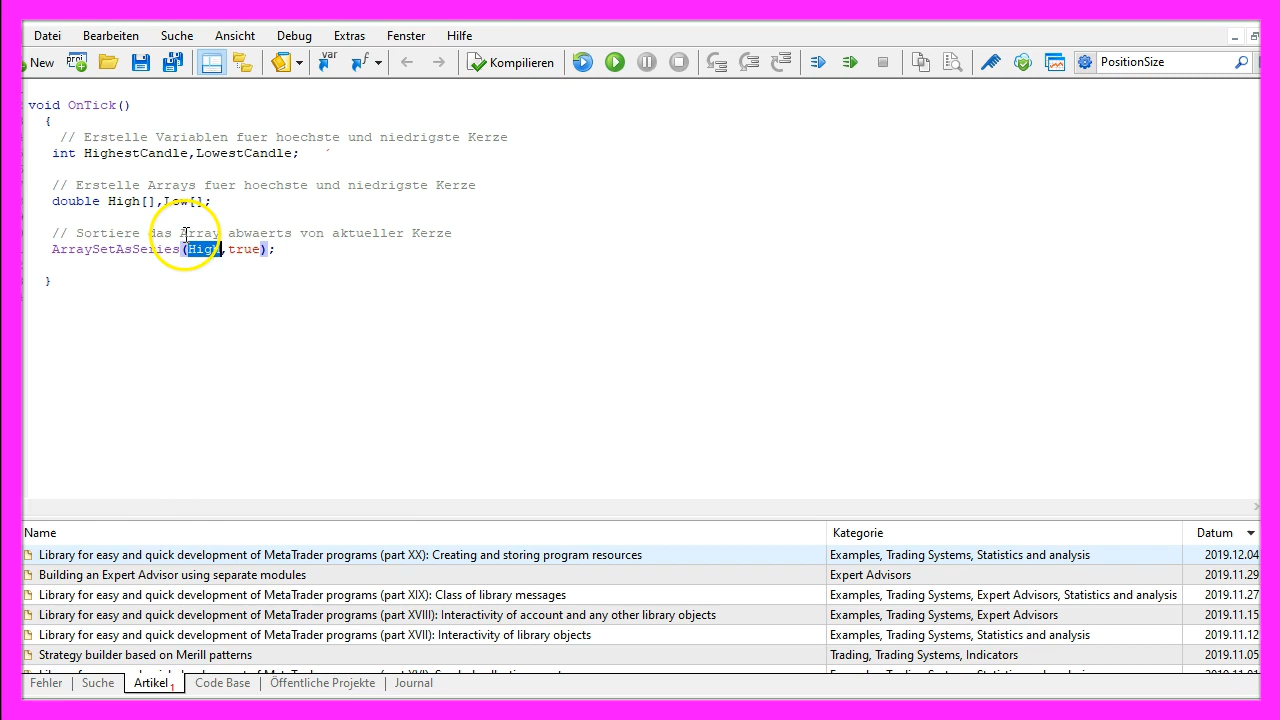 Datei Bearbeiten Suche Ansicht Debug Extras Fenster Hilfe
New var Kompilieren PositionSize
void OnTick()
{
// Erstelle Variablen fuer hoechste und niedrigste Kerze
int HighestCandle,LowestCandle; ´
// Erstelle Arrays fuer hoechste und niedrigste Kerze
double High[],Low[];
// Sortiere das Array abwaerts von aktueller Kerze
ArraySetAsSeries(High,true);
}
Name Kategorie Datum
Library for easy and quick development of MetaTrader programs (part XX): Creating and storing program resources Examples, Trading Systems, Statistics and analysis 2019.12.04
Building an Expert Advisor using separate modules Expert Advisors 2019.11.29
Library for easy and quick development of MetaTrader programs (part XIX): Class of library messages Examples, Trading Systems, Expert Advisors, Statistics and analysis 2019.11.27
Library for easy and quick development of MetaTrader programs (part XVIII): Interactivity of account and any other library objects Examples, Trading Systems, Expert Advisors 2019.11.15
Library for easy and quick development of MetaTrader programs (part XVII): Interactivity of library objects Examples, Trading Systems, Statistics and analysis 2019.11.12
Strategy builder based on Merill patterns Trading, Trading Systems, Indicators 2019.11.05
Fehler Suche Artikel 1 Code Base Öffentliche Projekte Journal